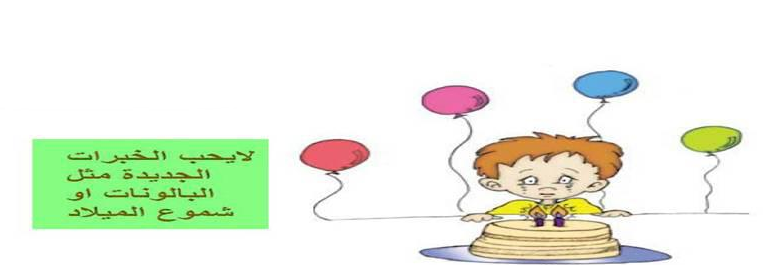 لايحب الخبرات
الجديدة مثل
البالونات او
شموع الميلاد